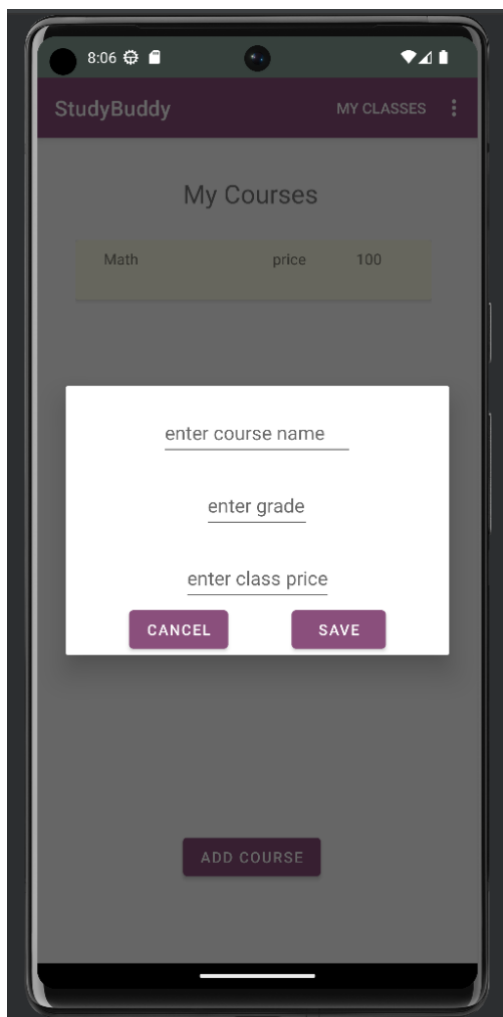 8:06
StudyBuddy MY CLASSES
My Courses
Math price 100
enter course name
enter grade
enter class price
CANCEL SAVE
ADD COURSE